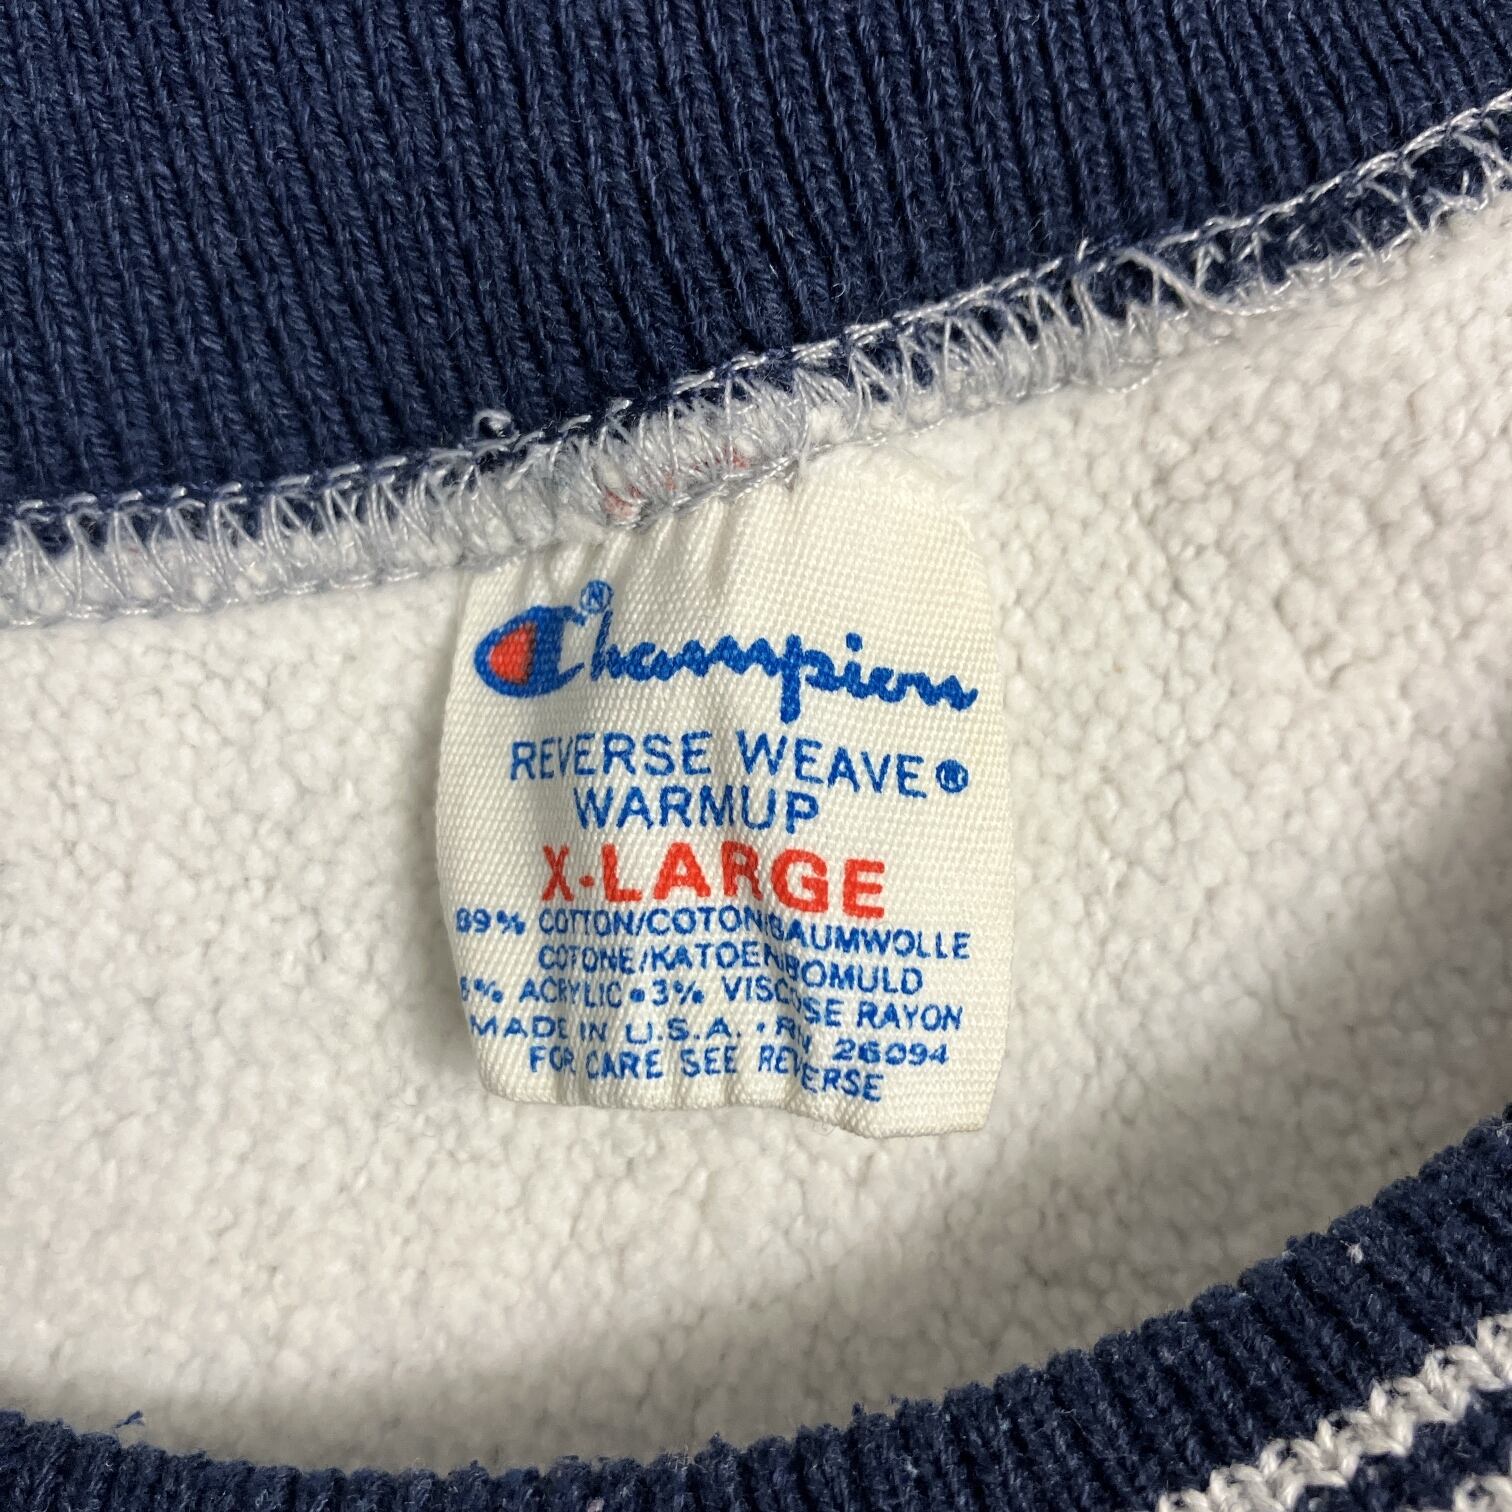 Champion®
REVERSE WEAVE®
WARMUP
X-LARGE
89% COTTON/COTON/BAUMWOLLE
COTONE/KATOEN/BOMULD
% ACRYLIC • 3% VISCOSE RAYON
MADE IN U.S.A. • RN 26094
FOR CARE SEE REVERSE